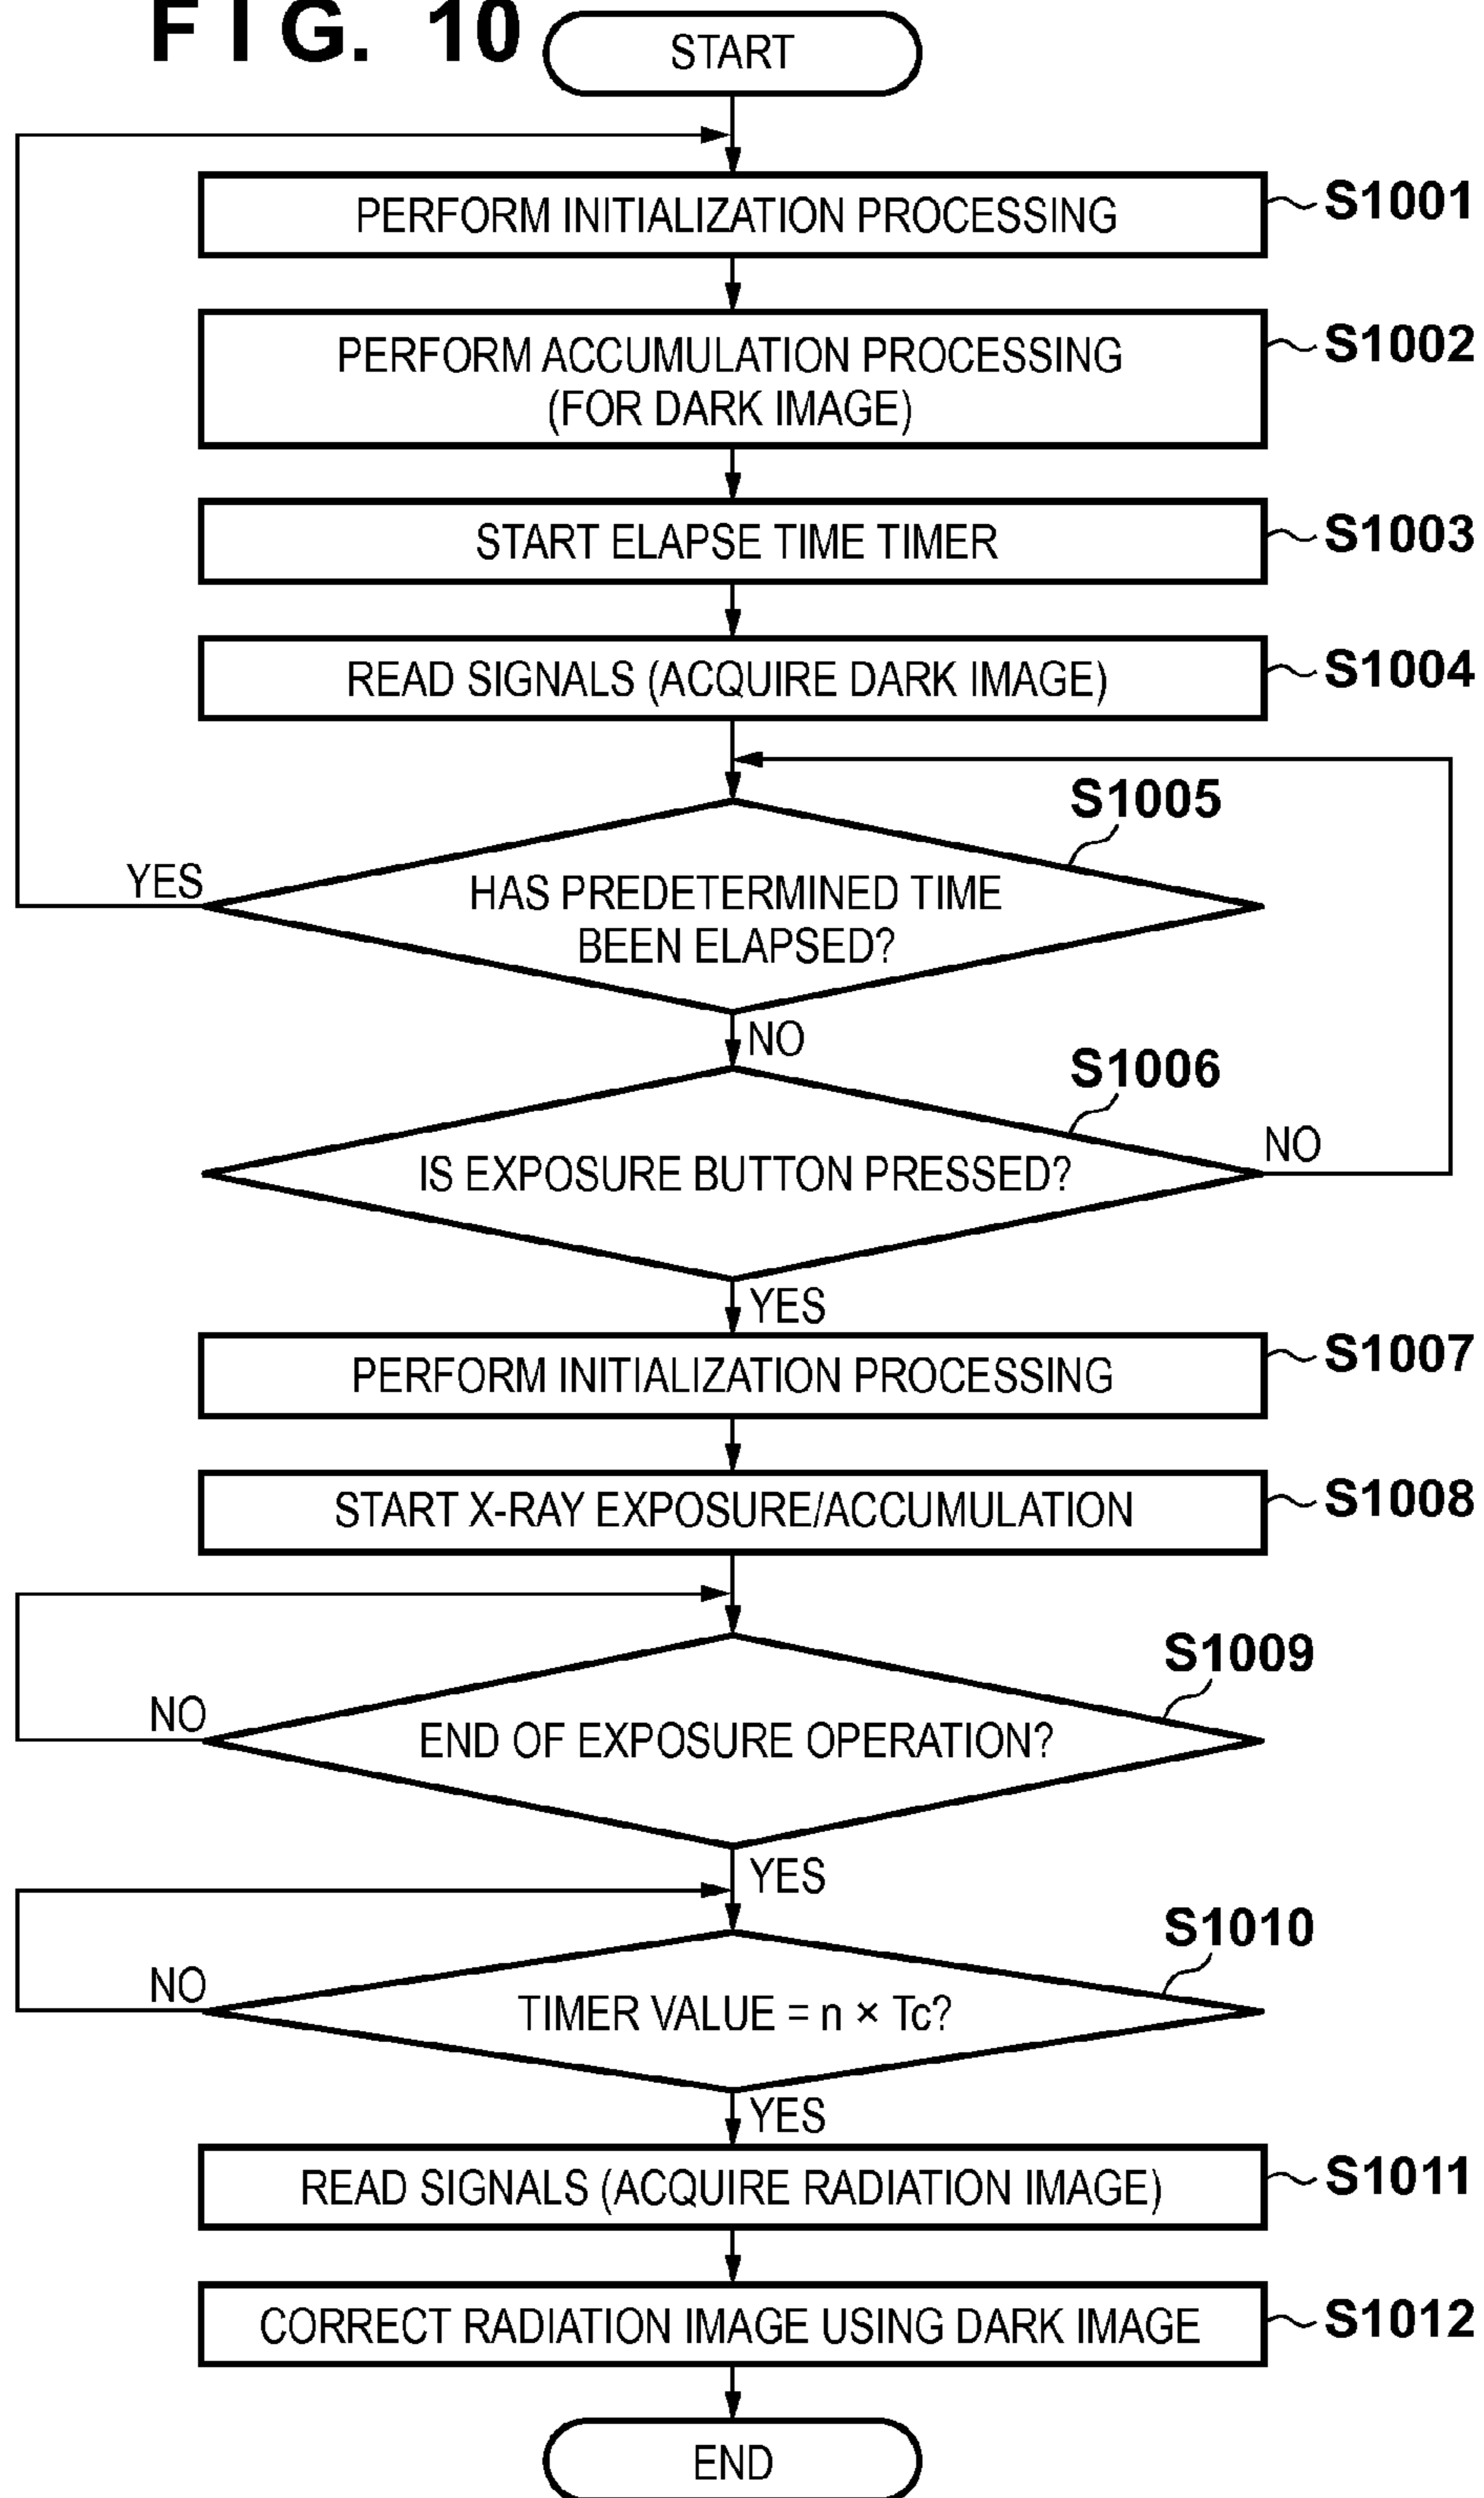 FIG. 10
START
PERFORM INITIALIZATION PROCESSING
S1001
PERFORM ACCUMULATION PROCESSING
(FOR DARK IMAGE)
S1002
START ELAPSE TIME TIMER
S1003
READ SIGNALS (ACQUIRE DARK IMAGE)
S1004
S1005
YES
HAS PREDETERMINED TIME
BEEN ELAPSED?
NO
S1006
IS EXPOSURE BUTTON PRESSED?
NO
YES
PERFORM INITIALIZATION PROCESSING
S1007
START X-RAY EXPOSURE/ACCUMULATION
S1008
S1009
NO
END OF EXPOSURE OPERATION?
YES
S1010
NO
TIMER VALUE = n × Tc?
YES
READ SIGNALS (ACQUIRE RADIATION IMAGE)
S1011
CORRECT RADIATION IMAGE USING DARK IMAGE
S1012
END